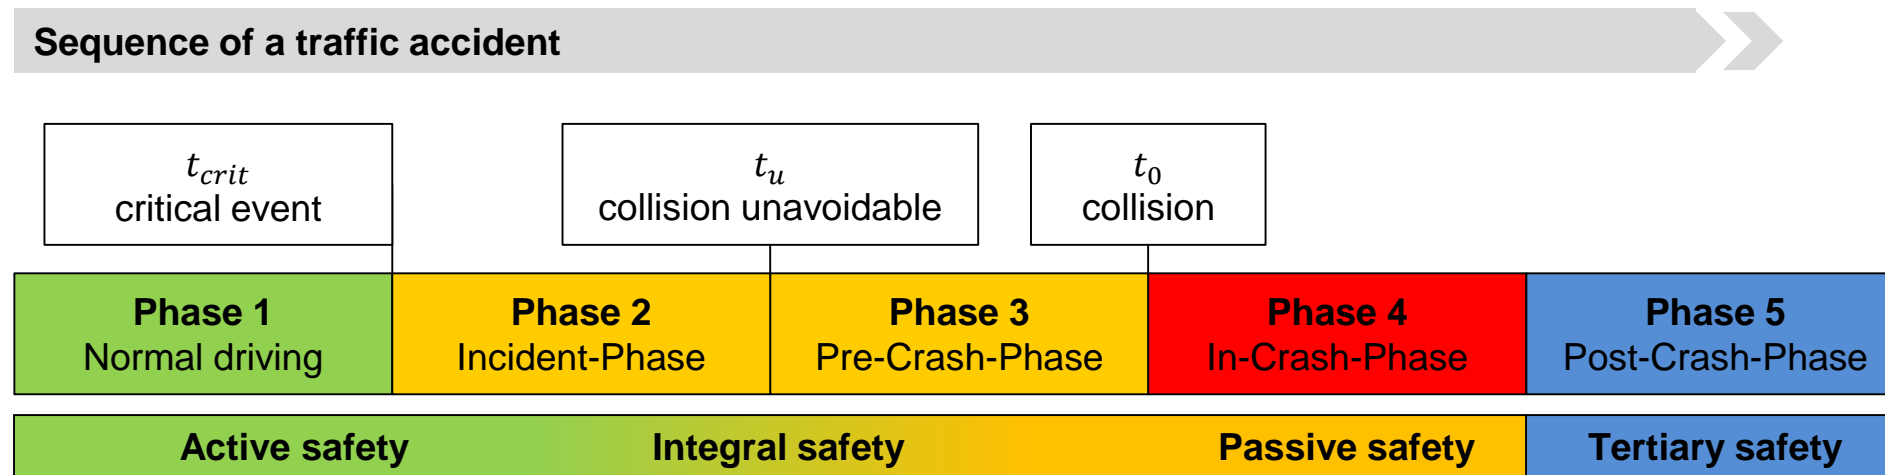 Sequence of a traffic accident
t_crit
critical event
t_u
collision unavoidable
t_0
collision
Phase 1
Normal driving
Phase 2
Incident-Phase
Phase 3
Pre-Crash-Phase
Phase 4
In-Crash-Phase
Phase 5
Post-Crash-Phase
Active safety
Integral safety
Passive safety
Tertiary safety